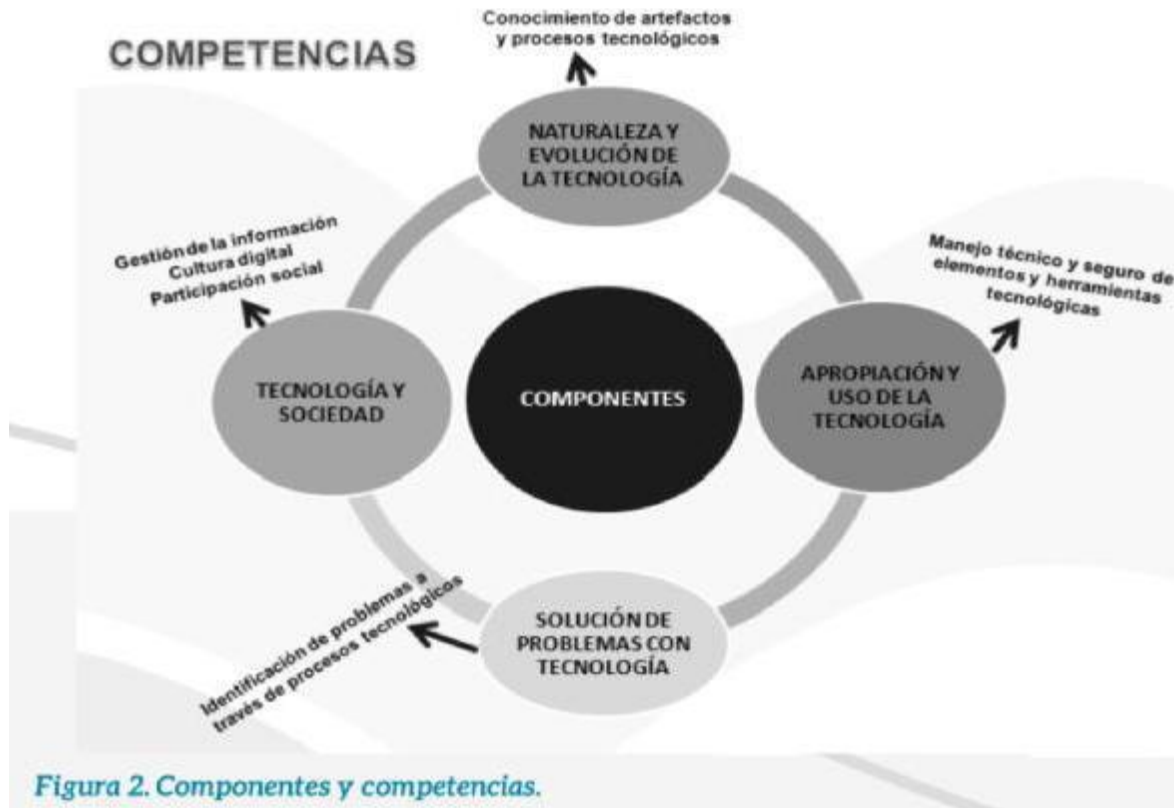 COMPETENCIAS
Conocimiento de artefactos
y procesos tecnológicos
NATURALEZA Y
EVOLUCIÓN DE
LA TECNOLOGÍA
Gestión de la información
Cultura digital
Participación social
Manejo técnico y seguro de
elementos y herramientas
tecnológicas
TECNOLOGÍA Y
SOCIEDAD
COMPONENTES
APROPIACIÓN Y
USO DE LA
TECNOLOGÍA
Identificación de problemas a
través de procesos tecnológicos
SOLUCIÓN DE
PROBLEMAS CON
TECNOLOGÍA
Figura 2. Componentes y competencias.